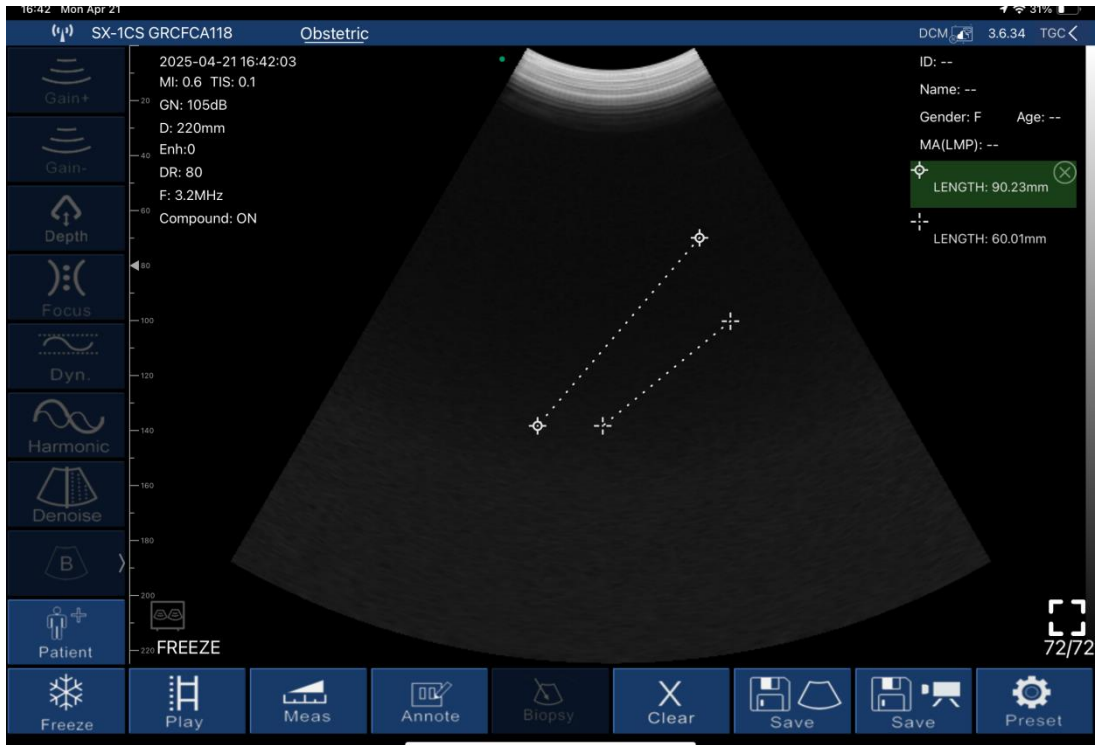 16:42 Mon Apr 21
31%
SX-1CS GRCFCA118
Obstetric
DCM
3.6.34
TGC
Gain+
Gain-
Depth
Focus
Dyn.
Harmonic
Denoise
B
Patient
2025-04-21 16:42:03
MI: 0.6 TIS: 0.1
GN: 105dB
D: 220mm
Enh:0
DR: 80
F: 3.2MHz
Compound: ON
20
40
60
80
100
120
140
160
180
200
220
ID: --
Name: --
Gender: F Age: --
MA(LMP): --
LENGTH: 90.23mm
LENGTH: 60.01mm
FREEZE
72/72
Freeze
Play
Meas
Annote
Biopsy
Clear
Save
Save
Preset